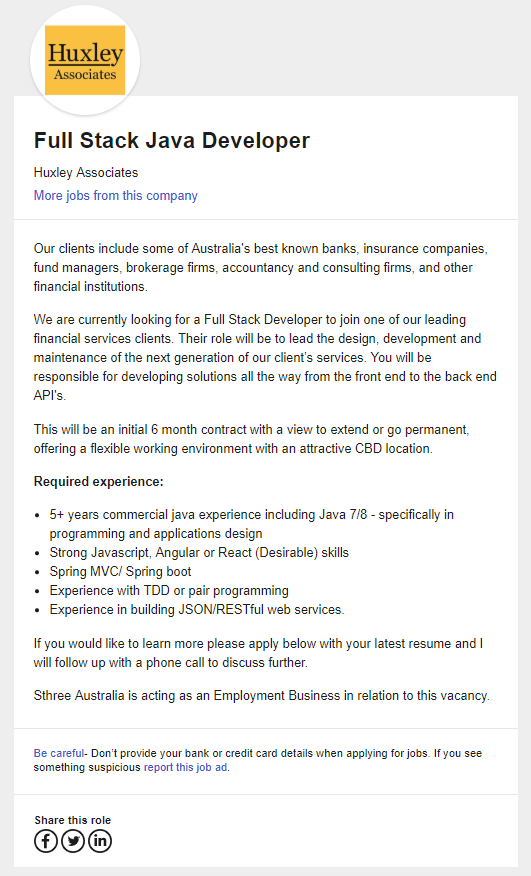 Huxley
Associates
Full Stack Java Developer
Huxley Associates
More jobs from this company
Our clients include some of Australia's best known banks, insurance companies,
fund managers, brokerage firms, accountancy and consulting firms, and other
financial institutions.
We are currently looking for a Full Stack Developer to join one of our leading
financial services clients. Their role will be to lead the design, development and
maintenance of the next generation of our client's services. You will be
responsible for developing solutions all the way from the front end to the back end
API's.
This will be an initial 6 month contract with a view to extend or go permanent,
offering a flexible working environment with an attractive CBD location.
Required experience:
• 5+ years commercial java experience including Java 7/8 - specifically in
programming and applications design
• Strong Javascript, Angular or React (Desirable) skills
• Spring MVC/ Spring boot
• Experience with TDD or pair programming
• Experience in building JSON/RESTful web services.
If you would like to learn more please apply below with your latest resume and I
will follow up with a phone call to discuss further.
Sthree Australia is acting as an Employment Business in relation to this vacancy.
Be careful- Don't provide your bank or credit card details when applying for jobs. If you see
something suspicious report this job ad.
Share this role